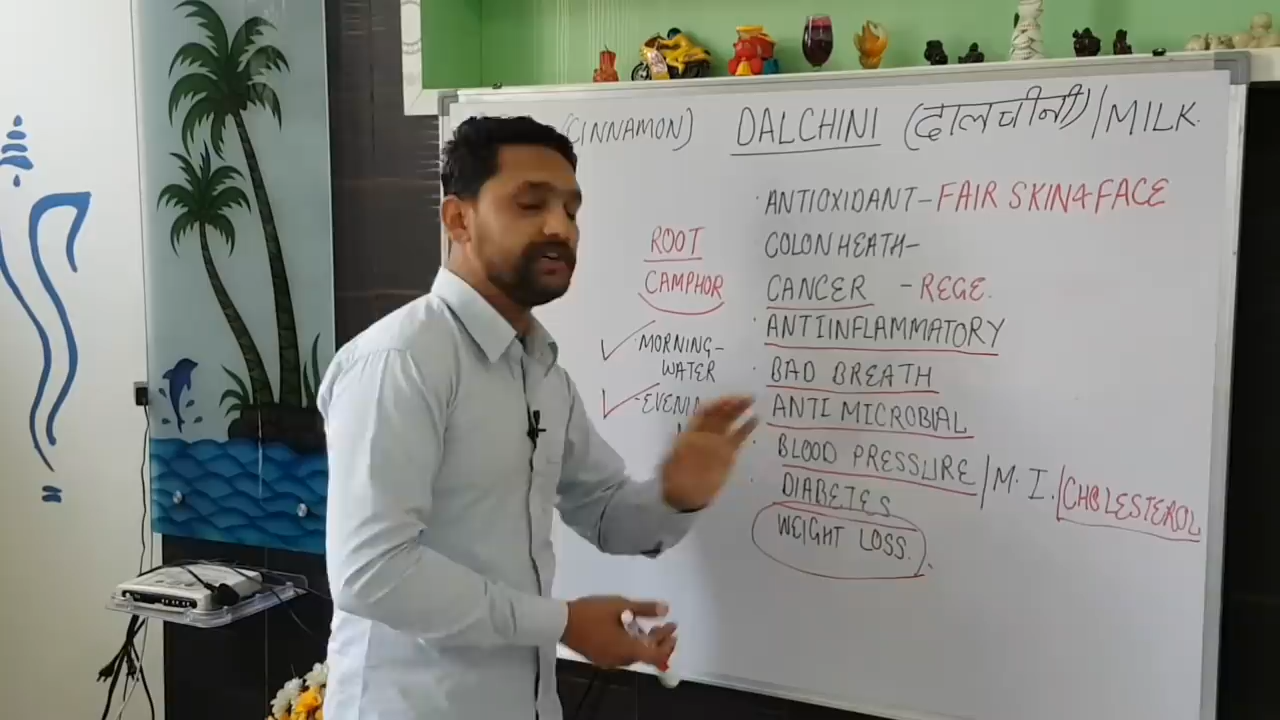 (CINNAMON) DALCHINI (दालचीनी) / MILK.
ROOT
CAMPHOR
MORNING-
WATER
· ANTIOXIDANT - FAIR SKIN & FACE
COLON HEATH -
CANCER - REGE.
· ANTIINFLAMMATORY
· BAD BREATH
ANTI MICROBIAL
· BLOOD PRESSURE / M.I. / CHOLESTEROL
· DIABETES
WEIGHT LOSS.